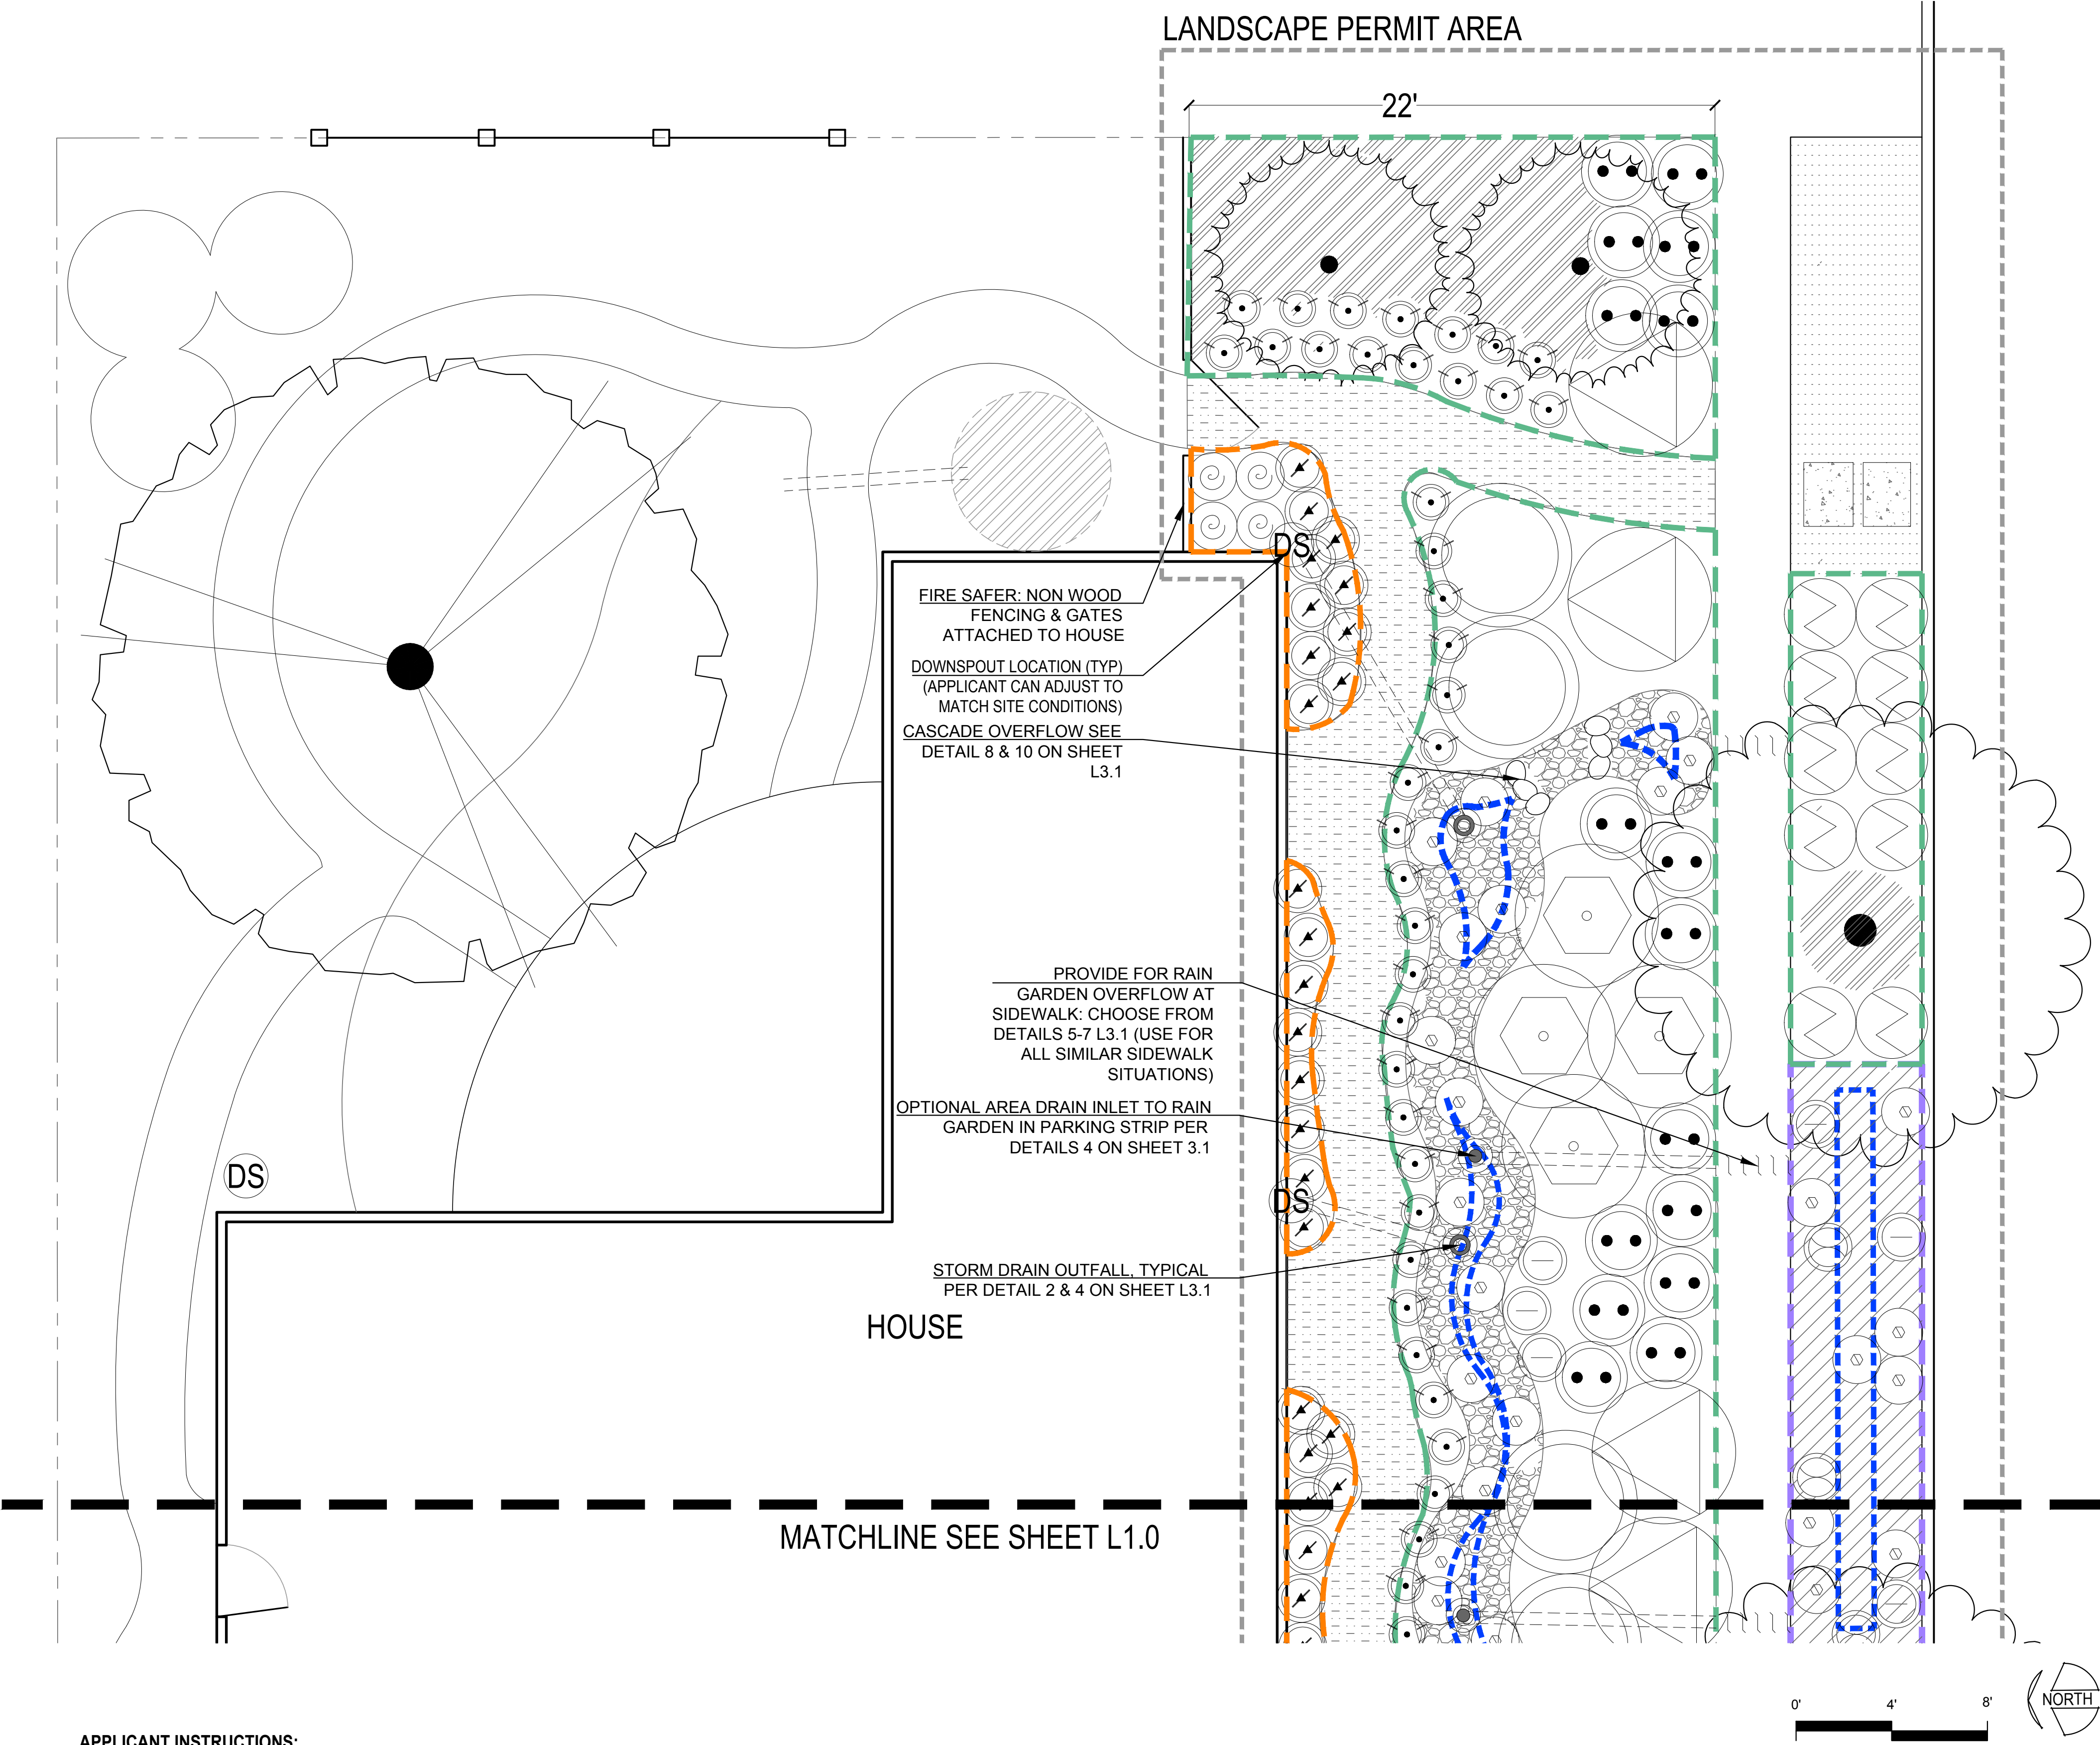 LANDSCAPE PERMIT AREA
22'
DS
FIRE SAFER: NON WOOD
FENCING & GATES
ATTACHED TO HOUSE
DOWNSPOUT LOCATION (TYP)
(APPLICANT CAN ADJUST TO
MATCH SITE CONDITIONS)
CASCADE OVERFLOW SEE
DETAIL 8 & 10 ON SHEET
L3.1
PROVIDE FOR RAIN
GARDEN OVERFLOW AT
SIDEWALK: CHOOSE FROM
DETAILS 5-7 L3.1 (USE FOR
ALL SIMILAR SIDEWALK
SITUATIONS)
OPTIONAL AREA DRAIN INLET TO RAIN
GARDEN IN PARKING STRIP PER
DETAILS 4 ON SHEET 3.1
DS
DS
STORM DRAIN OUTFALL, TYPICAL
PER DETAIL 2 & 4 ON SHEET L3.1
HOUSE
MATCHLINE SEE SHEET L1.0
0' 4' 8'
NORTH
APPLICANT INSTRUCTIONS: